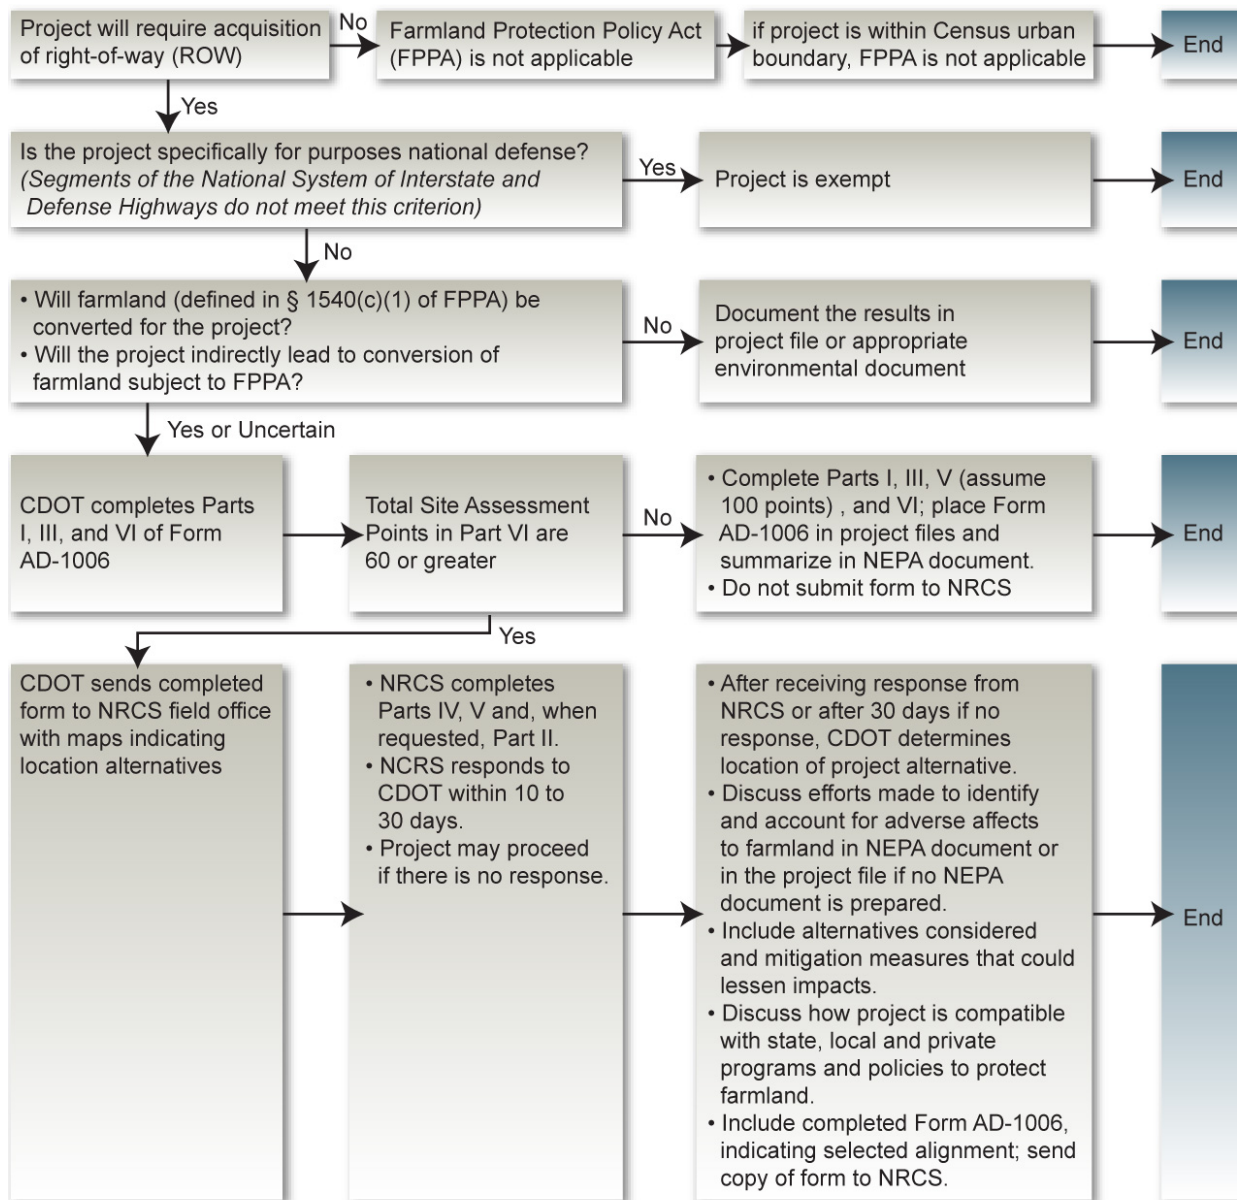 Project will require acquisition
of right-of-way (ROW)
No
Farmland Protection Policy Act
(FPPA) is not applicable
if project is within Census urban
boundary, FPPA is not applicable
End
Yes
Is the project specifically for purposes national defense?
(Segments of the National System of Interstate and
Defense Highways do not meet this criterion)
Yes
Project is exempt
End
No
• Will farmland (defined in § 1540(c)(1) of FPPA) be
converted for the project?
• Will the project indirectly lead to conversion of
farmland subject to FPPA?
No
Document the results in
project file or appropriate
environmental document
End
Yes or Uncertain
CDOT completes Parts
I, III, and VI of Form
AD-1006
Total Site Assessment
Points in Part VI are
60 or greater
No
• Complete Parts I, III, V (assume
100 points) , and VI; place Form
AD-1006 in project files and
summarize in NEPA document.
• Do not submit form to NRCS
End
Yes
CDOT sends completed
form to NRCS field office
with maps indicating
location alternatives
• NRCS completes
Parts IV, V and, when
requested, Part II.
• NCRS responds to
CDOT within 10 to
30 days.
• Project may proceed
if there is no response.
• After receiving response from
NRCS or after 30 days if no
response, CDOT determines
location of project alternative.
• Discuss efforts made to identify
and account for adverse affects
to farmland in NEPA document or
in the project file if no NEPA
document is prepared.
• Include alternatives considered
and mitigation measures that could
lessen impacts.
• Discuss how project is compatible
with state, local and private
programs and policies to protect
farmland.
• Include completed Form AD-1006,
indicating selected alignment; send
copy of form to NRCS.
End